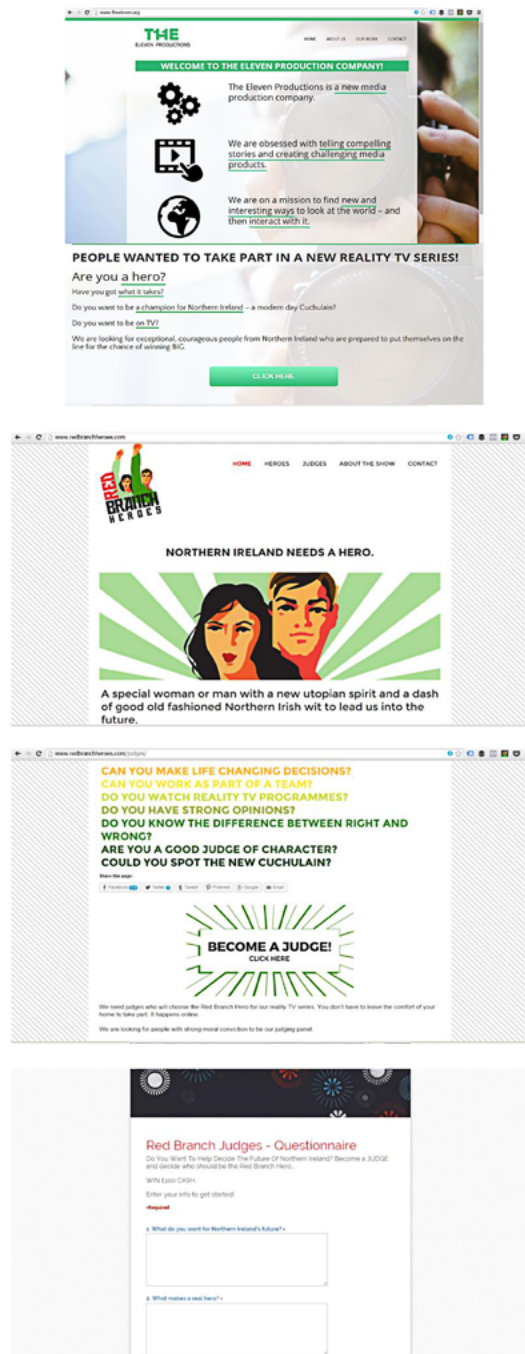 www.theeleven.org
THE
ELEVEN PRODUCTIONS
HOME ABOUT US OUR WORK CONTACT
WELCOME TO THE ELEVEN PRODUCTION COMPANY!
The Eleven Productions is a new media
production company.
We are obsessed with telling compelling
stories and creating challenging media
products.
We are on a mission to find new and
interesting ways to look at the world – and
then interact with it.
PEOPLE WANTED TO TAKE PART IN A NEW REALITY TV SERIES!
Are you a hero?
Have you got what it takes?
Do you want to be a champion for Northern Ireland – a modern day Cuchulain?
Do you want to be on TV?
We are looking for exceptional, courageous people from Northern Ireland who are prepared to put themselves on the
line for the chance of winning BIG.
CLICK HERE
www.redbranchheroes.com
RED
BRANCH
HEROES
HOME HEROES JUDGES ABOUT THE SHOW CONTACT
NORTHERN IRELAND NEEDS A HERO.
A special woman or man with a new utopian spirit and a dash
of good old fashioned Northern Irish wit to lead us into the
future.
www.redbranchheroes.com/judges/
CAN YOU MAKE LIFE CHANGING DECISIONS?
CAN YOU WORK AS PART OF A TEAM?
DO YOU WATCH REALITY TV PROGRAMMES?
DO YOU HAVE STRONG OPINIONS?
DO YOU KNOW THE DIFFERENCE BETWEEN RIGHT AND
WRONG?
ARE YOU A GOOD JUDGE OF CHARACTER?
COULD YOU SPOT THE NEW CUCHULAIN?
Share this page:
Facebook Twitter Tumblr Pinterest Google Email
BECOME A JUDGE!
CLICK HERE
We need judges who will choose the Red Branch Hero for our reality TV series. You don't have to leave the comfort of your
home to take part. It happens online.
We are looking for people with strong moral conviction to be our judging panel.
Red Branch Judges - Questionnaire
Do You Want To Help Decide The Future Of Northern Ireland? Become a JUDGE
and decide who should be the Red Branch Hero...
WIN £100 CASH.
Enter your info to get started!
*Required
1. What do you want for Northern Ireland's future? *
2. What makes a real hero? *